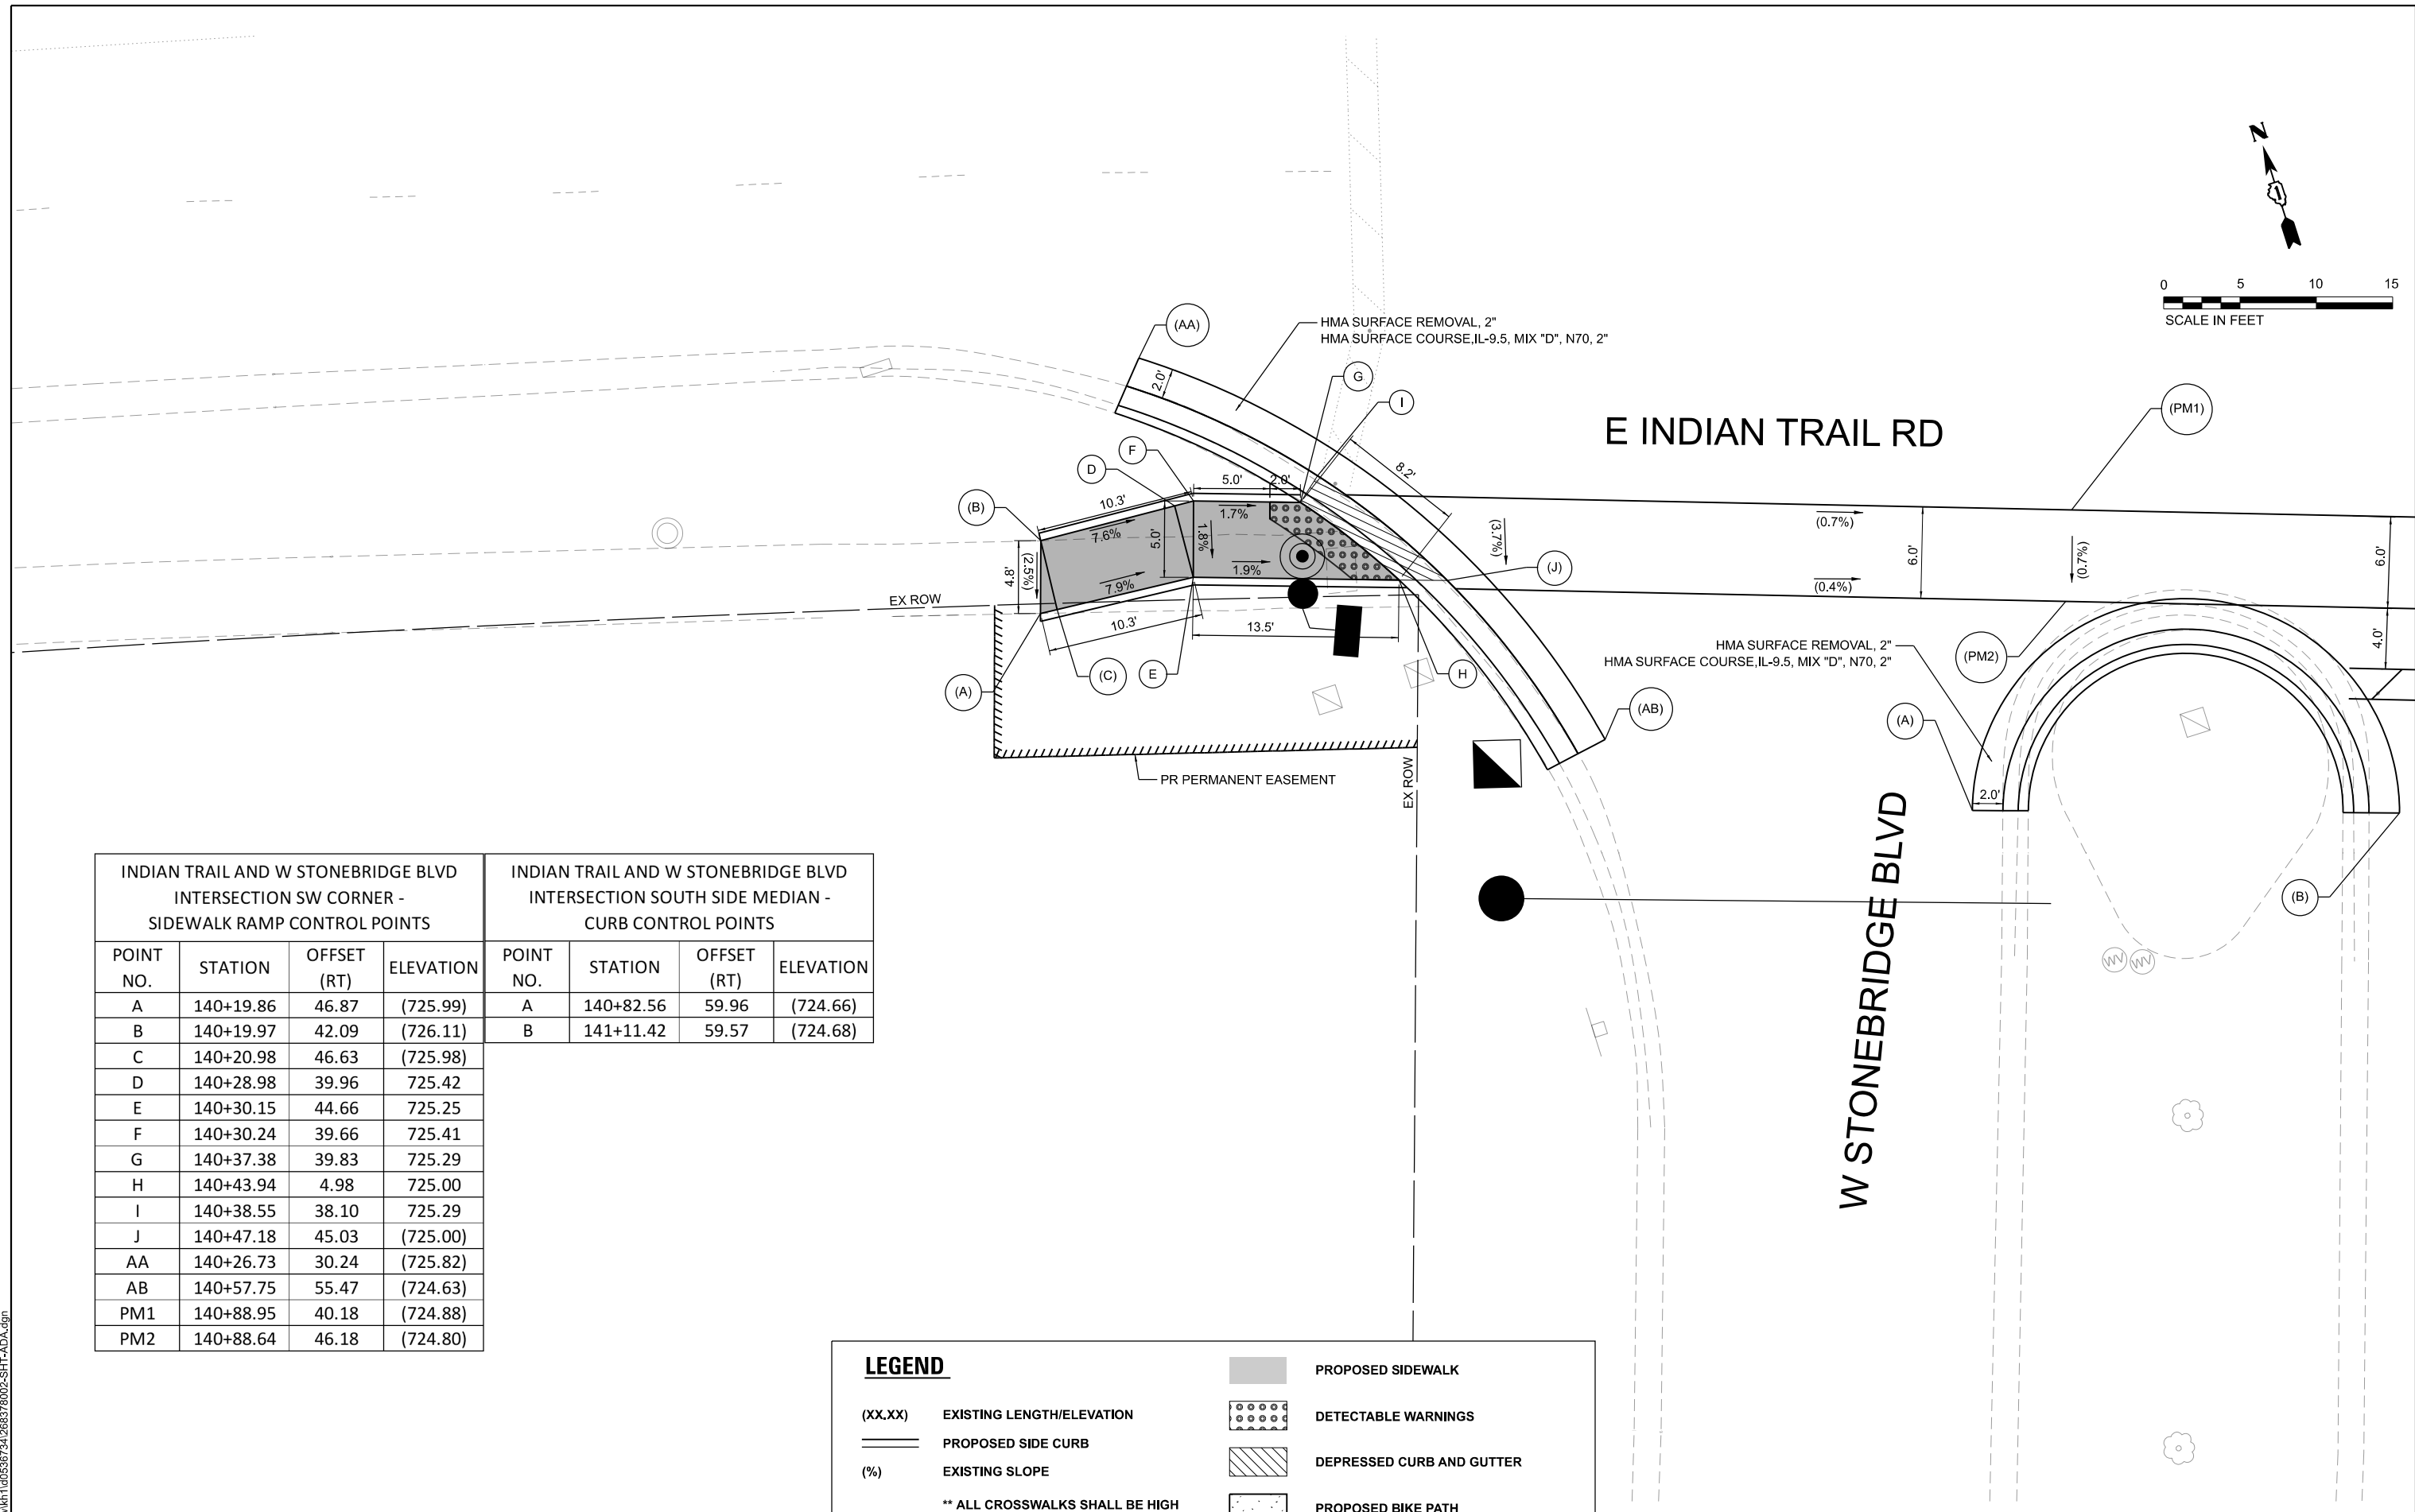 N
0 5 10 15
SCALE IN FEET
(AA)
HMA SURFACE REMOVAL, 2"
HMA SURFACE COURSE,IL-9.5, MIX "D", N70, 2"
2.0'
G
I
E INDIAN TRAIL RD
(PM1)
F
D
8.2'
5.0' 2.0'
10.3'
(B)
1.7%
7.6%
5.0'
1.8%
(3.7%)
(0.7%)
6.0'
(0.7%)
6.0'
4.8'
(2.5%)
7.9%
1.9%
(J)
(0.4%)
EX ROW
10.3'
13.5'
HMA SURFACE REMOVAL, 2"
HMA SURFACE COURSE,IL-9.5, MIX "D", N70, 2"
(PM2)
4.0'
(A)
(C)
E
H
(AB)
(A)
PR PERMANENT EASEMENT
EX ROW
2.0'
W STONEBRIDGE BLVD
(B)
WV WV
INDIAN TRAIL AND W STONEBRIDGE BLVD
INTERSECTION SW CORNER -
SIDEWALK RAMP CONTROL POINTS
POINT NO. STATION OFFSET (RT) ELEVATION
A 140+19.86 46.87 (725.99)
B 140+19.97 42.09 (726.11)
C 140+20.98 46.63 (725.98)
D 140+28.98 39.96 725.42
E 140+30.15 44.66 725.25
F 140+30.24 39.66 725.41
G 140+37.38 39.83 725.29
H 140+43.94 4.98 725.00
I 140+38.55 38.10 725.29
J 140+47.18 45.03 (725.00)
AA 140+26.73 30.24 (725.82)
AB 140+57.75 55.47 (724.63)
PM1 140+88.95 40.18 (724.88)
PM2 140+88.64 46.18 (724.80)
INDIAN TRAIL AND W STONEBRIDGE BLVD
INTERSECTION SOUTH SIDE MEDIAN -
CURB CONTROL POINTS
POINT NO. STATION OFFSET (RT) ELEVATION
A 140+82.56 59.96 (724.66)
B 141+11.42 59.57 (724.68)
LEGEND
(XX.XX) EXISTING LENGTH/ELEVATION
PROPOSED SIDE CURB
(%) EXISTING SLOPE
** ALL CROSSWALKS SHALL BE HIGH
PROPOSED SIDEWALK
DETECTABLE WARNINGS
DEPRESSED CURB AND GUTTER
PROPOSED BIKE PATH